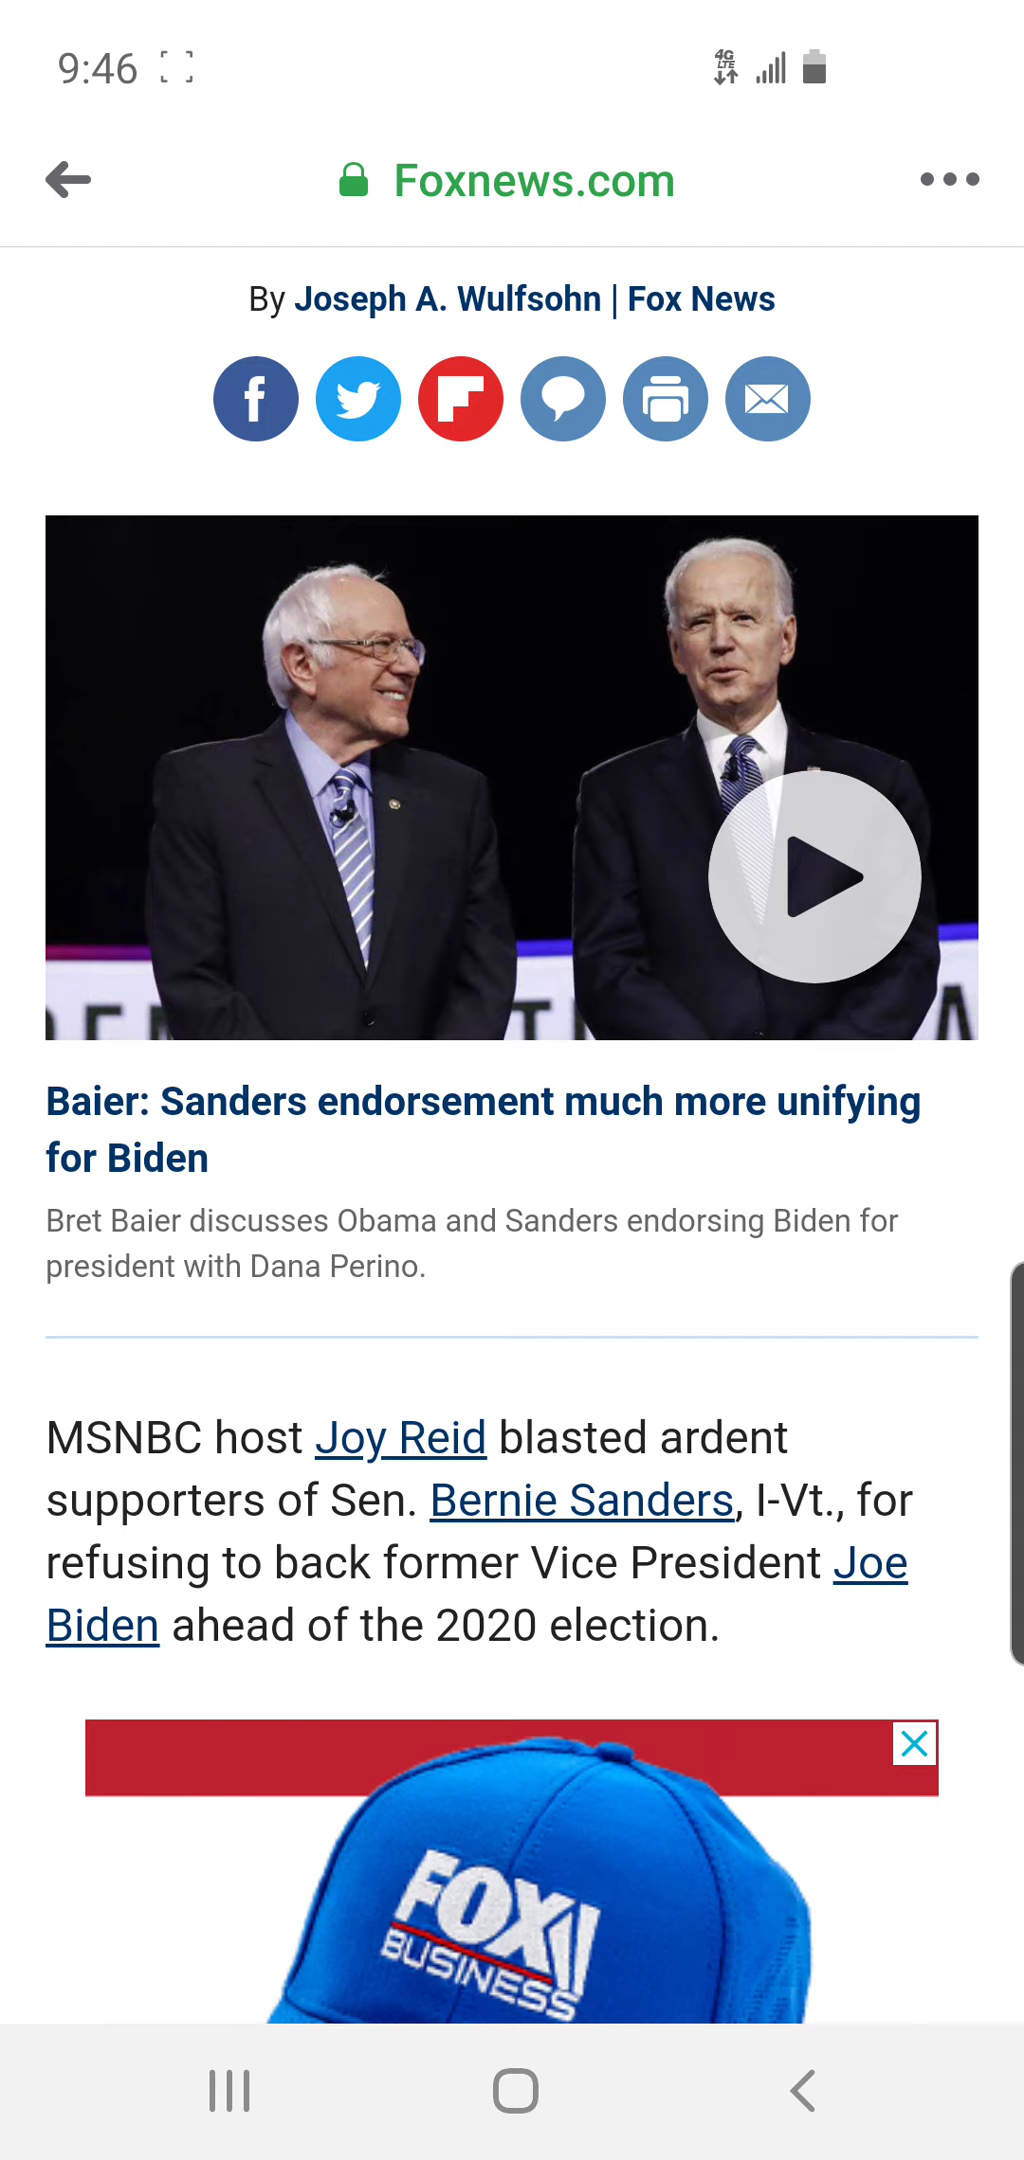 9:46
4G
LTE
Foxnews.com
By Joseph A. Wulfsohn | Fox News
Baier: Sanders endorsement much more unifying
for Biden
Bret Baier discusses Obama and Sanders endorsing Biden for
president with Dana Perino.
MSNBC host Joy Reid blasted ardent
supporters of Sen. Bernie Sanders, I-Vt., for
refusing to back former Vice President Joe
Biden ahead of the 2020 election.
FOX
BUSINESS